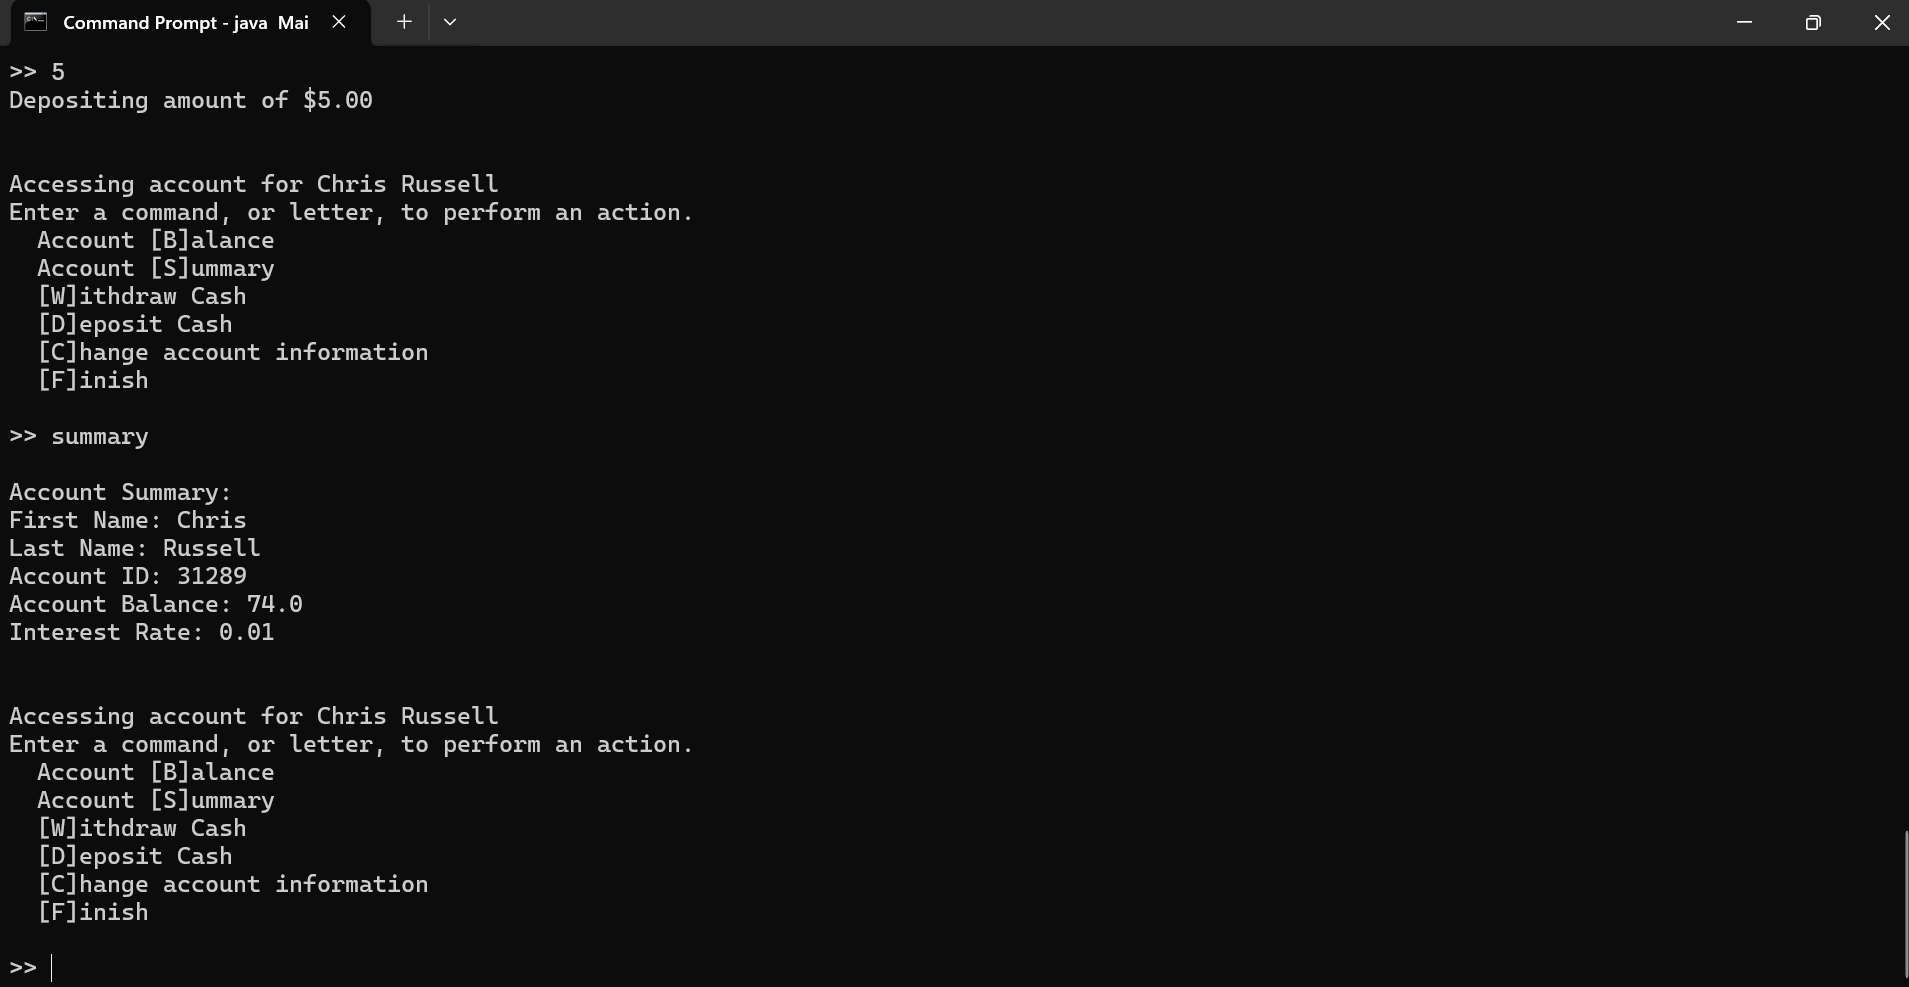 Command Prompt - java  Mai
>> 5
Depositing amount of $5.00
Accessing account for Chris Russell
Enter a command, or letter, to perform an action.
  Account [B]alance
  Account [S]ummary
  [W]ithdraw Cash
  [D]eposit Cash
  [C]hange account information
  [F]inish
>> summary
Account Summary:
First Name: Chris
Last Name: Russell
Account ID: 31289
Account Balance: 74.0
Interest Rate: 0.01
Accessing account for Chris Russell
Enter a command, or letter, to perform an action.
  Account [B]alance
  Account [S]ummary
  [W]ithdraw Cash
  [D]eposit Cash
  [C]hange account information
  [F]inish
>>